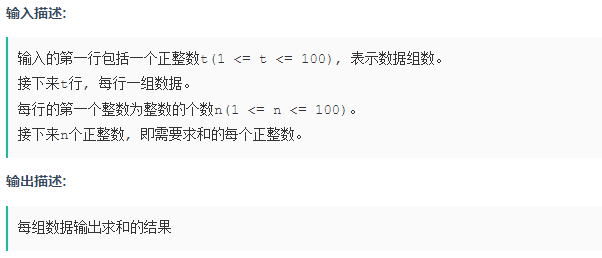 输入描述:
输入的第一行包括一个正整数t(1 <= t <= 100), 表示数据组数。
接下来t行, 每行一组数据。
每行的第一个整数为整数的个数n(1 <= n <= 100)。
接下来n个正整数, 即需要求和的每个正整数。
输出描述:
每组数据输出求和的结果